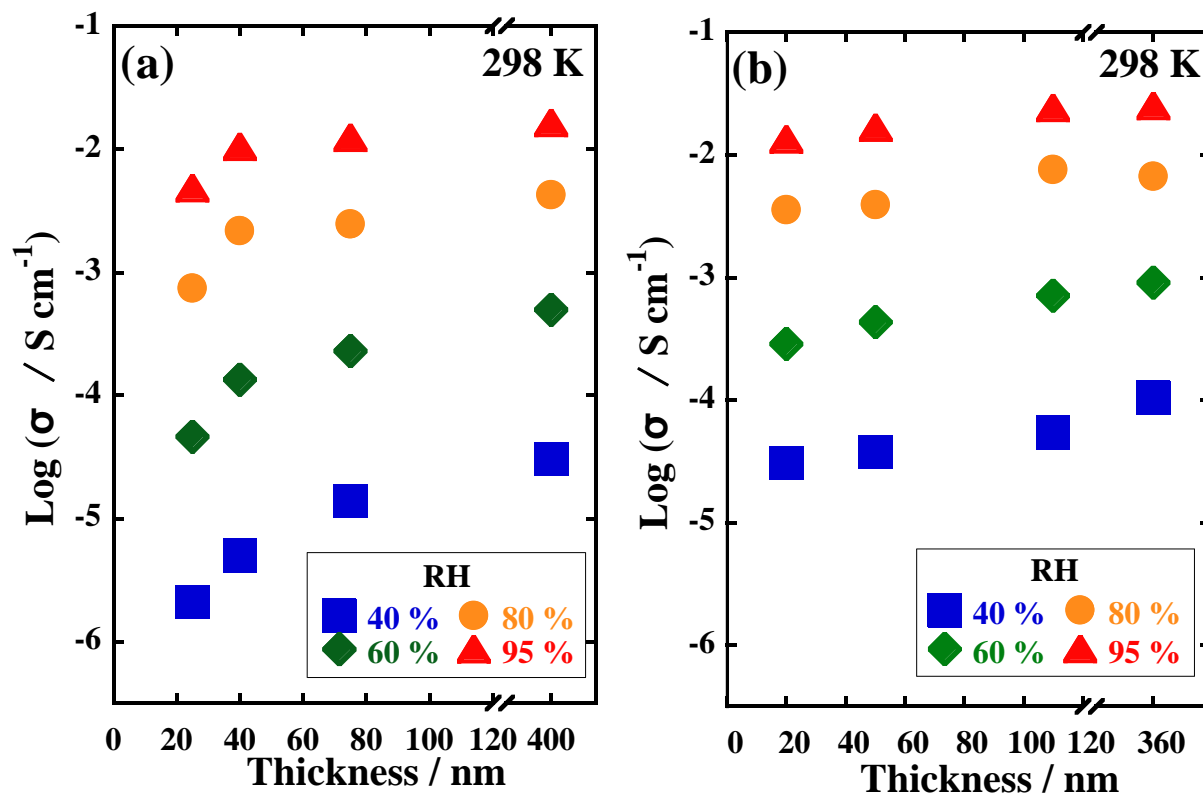 (a)
298 K
-1
-2
-3
-4
-5
-6
Log (σ / S cm⁻¹)
RH
40 % 80 %
60 % 95 %
0 20 40 60 80 100 120 400
Thickness / nm
(b)
298 K
-1
-2
-3
-4
-5
-6
Log (σ / S cm⁻¹)
RH
40 % 80 %
60 % 95 %
0 20 40 60 80 100 120 360
Thickness / nm